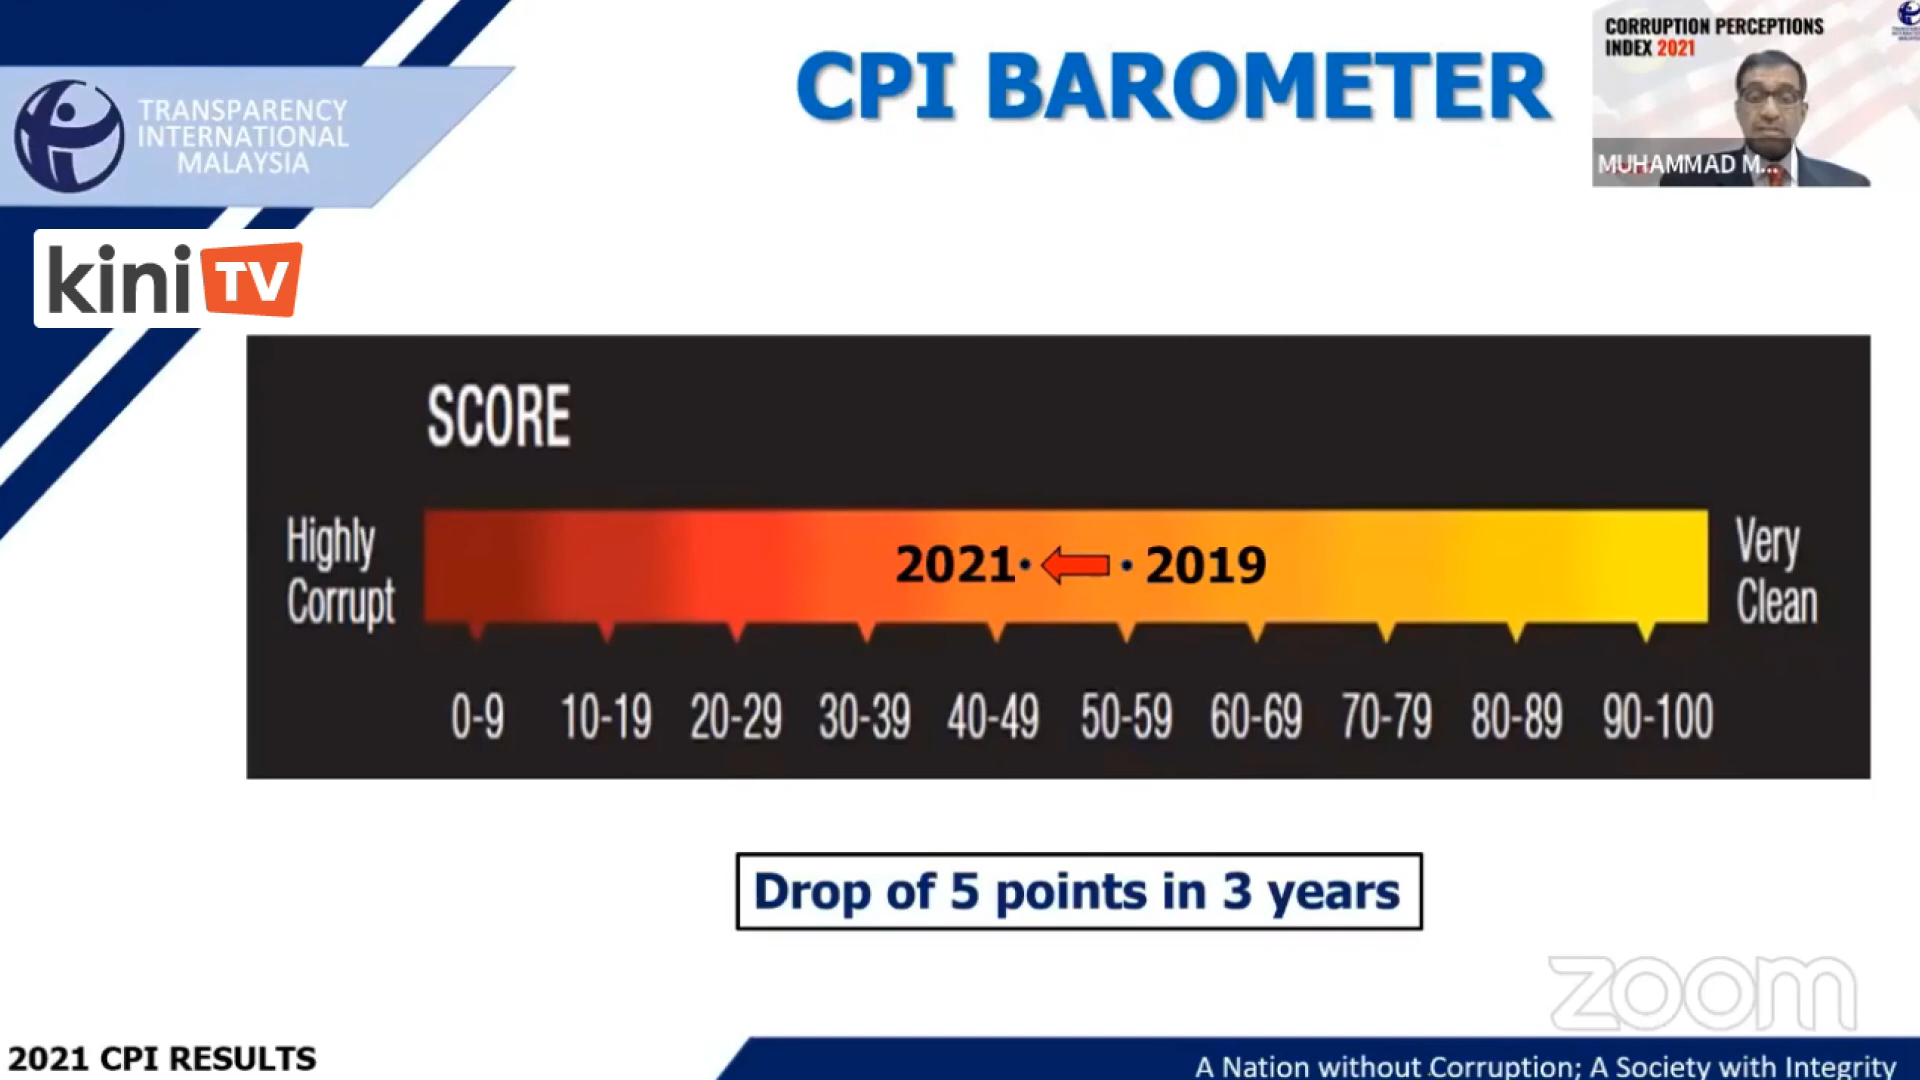 TRANSPARENCY
INTERNATIONAL
MALAYSIA
CPI BAROMETER
CORRUPTION PERCEPTIONS
INDEX 2021
MUHAMMAD M...
kini TV
SCORE
Highly
Corrupt
2021 2019
Very
Clean
0-9 10-19 20-29 30-39 40-49 50-59 60-69 70-79 80-89 90-100
Drop of 5 points in 3 years
zoom
2021 CPI RESULTS
A Nation without Corruption; A Society with Integrity